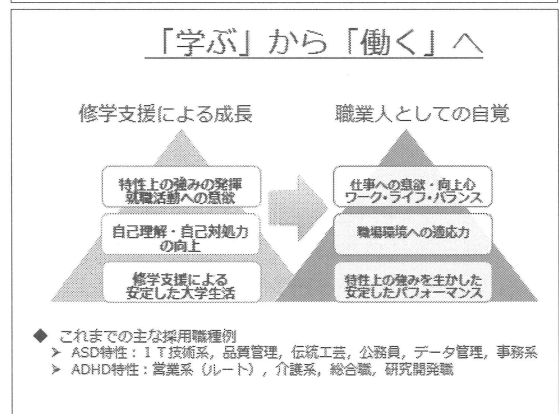 「学ぶ」から「働く」へ
修学支援による成長
特性上の強みの発揮
就職活動への意欲
自己理解・自己対処力
の向上
修学支援による
安定した大学生活
職業人としての自覚
仕事への意欲・向上心
ワーク・ライフ・バランス
職場環境への適応力
特性上の強みを生かした
安定したパフォーマンス
◆ これまでの主な採用職種例
➢ ASD特性：ＩＴ技術系，品質管理，伝統工芸，公務員，データ管理，事務系
➢ ADHD特性：営業系（ルート），介護系，総合職，研究開発職